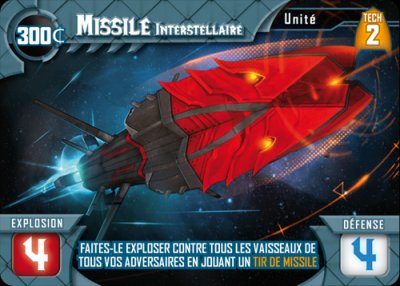 300C MISSILE INTERSTELLAIRE Unité TECH 2
EXPLOSION
4
FAITES-LE EXPLOSER CONTRE TOUS LES VAISSEAUX DE
TOUS VOS ADVERSAIRES EN JOUANT UN TIR DE MISSILE
DÉFENSE
4